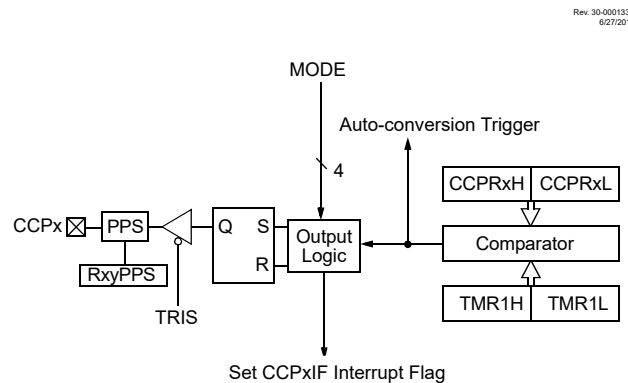 Rev. 30-000133
6/27/201
MODE
Auto-conversion Trigger
4
CCPRxH CCPRxL
CCPx PPS Q S Output Logic Comparator
R
RxyPPS
TMR1H TMR1L
TRIS
Set CCPxIF Interrupt Flag